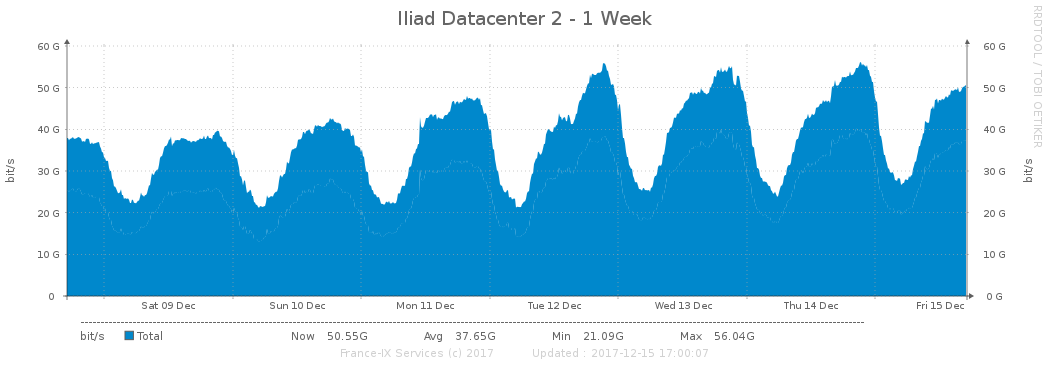 Iliad Datacenter 2 - 1 Week
RRDTOOL / TOBI OETIKER
60 G 60 G
50 G 50 G
40 G 40 G
30 G 30 G
20 G 20 G
10 G 10 G
0 0 G
bit/s
bit/s
Sat 09 Dec Sun 10 Dec Mon 11 Dec Tue 12 Dec Wed 13 Dec Thu 14 Dec Fri 15 Dec
bit/s Total Now 50.55G Avg 37.65G Min 21.09G Max 56.04G
France-IX Services (c) 2017 Updated : 2017-12-15 17:00:07